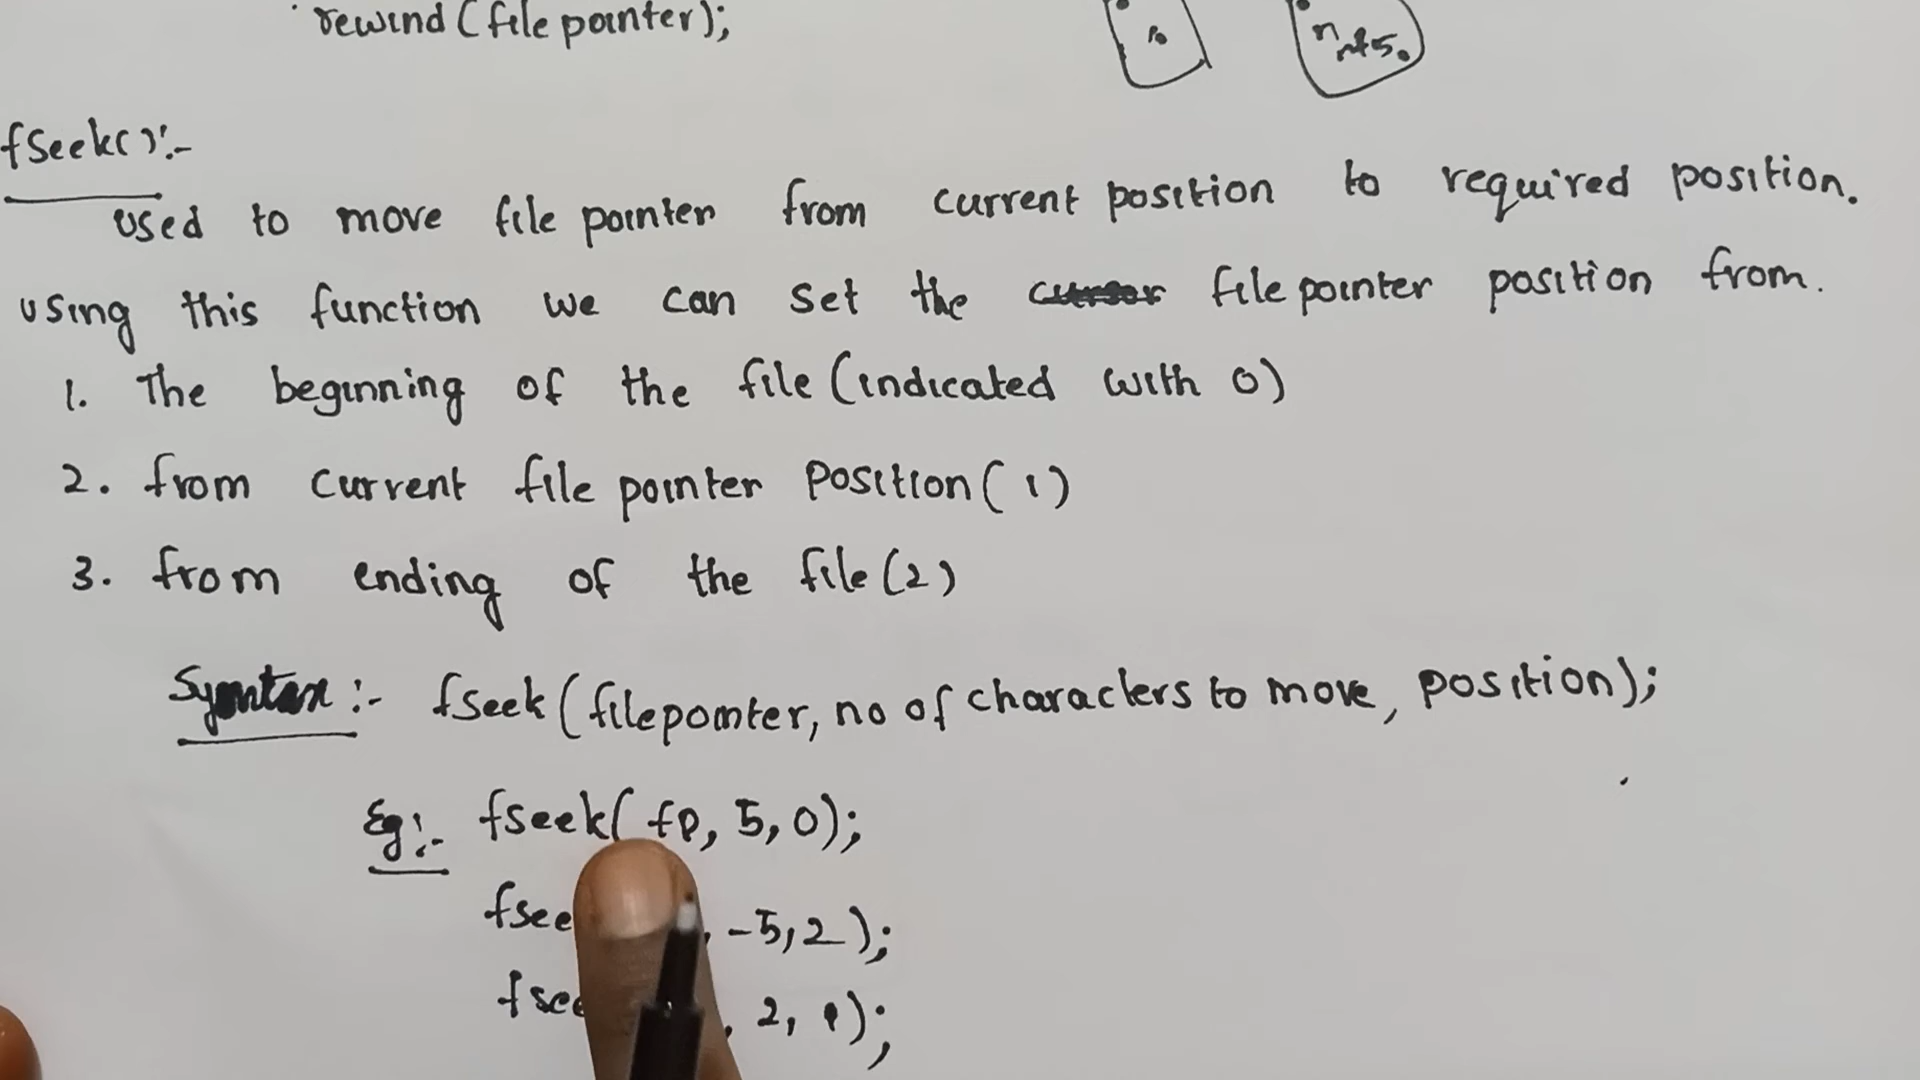 rewind(file pointer);
fseek():-
used to move file pointer from current position to required position.
using this function we can set the file pointer position from.
1. The beginning of the file (indicated with 0)
2. from current file pointer position (1)
3. from ending of the file (2)
Syntax :- fseek (filepointer, no of characters to move, position);
Eg:- fseek( fp, 5, 0);
fsee , -5, 2);
fsee , 2, 1);